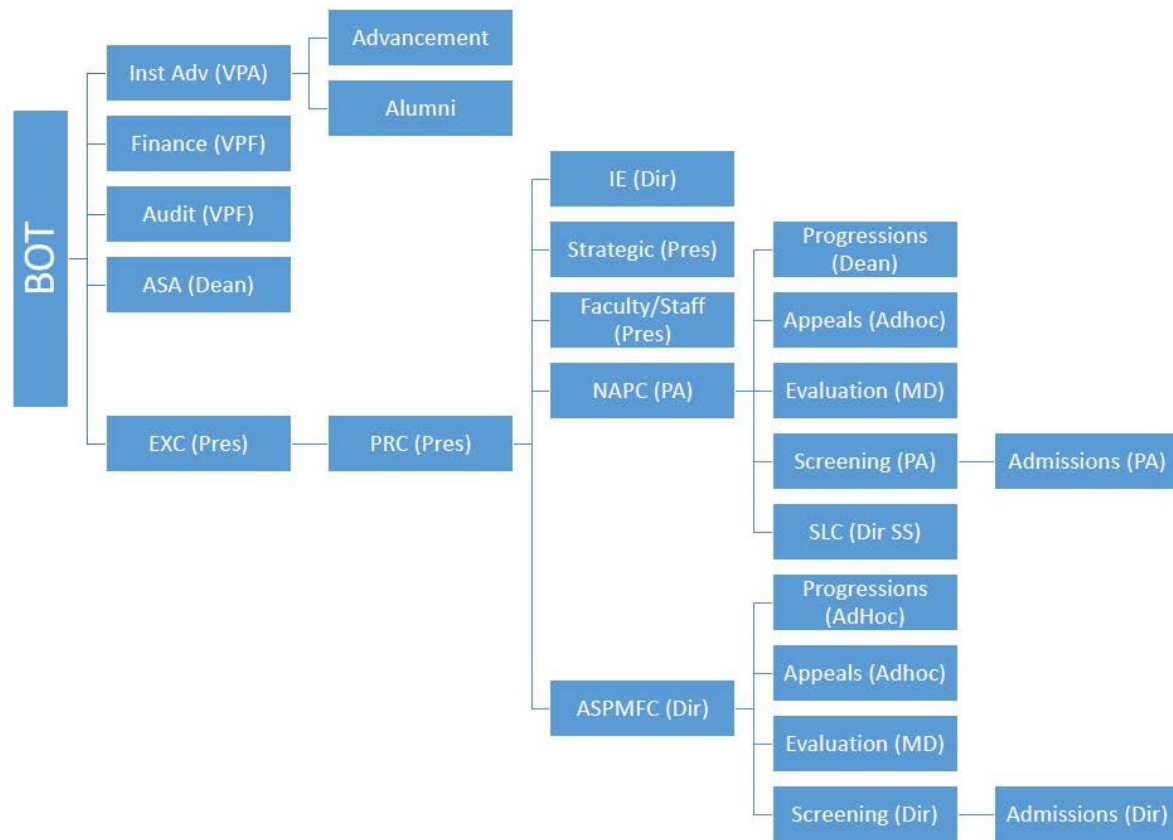 BOT
Inst Adv (VPA)
Advancement
Alumni
Finance (VPF)
Audit (VPF)
ASA (Dean)
EXC (Pres)
PRC (Pres)
IE (Dir)
Strategic (Pres)
Faculty/Staff
(Pres)
NAPC (PA)
Progressions
(Dean)
Appeals (Adhoc)
Evaluation (MD)
Screening (PA)
Admissions (PA)
SLC (Dir SS)
ASPMFC (Dir)
Progressions
(AdHoc)
Appeals (Adhoc)
Evaluation (MD)
Screening (Dir)
Admissions (Dir)